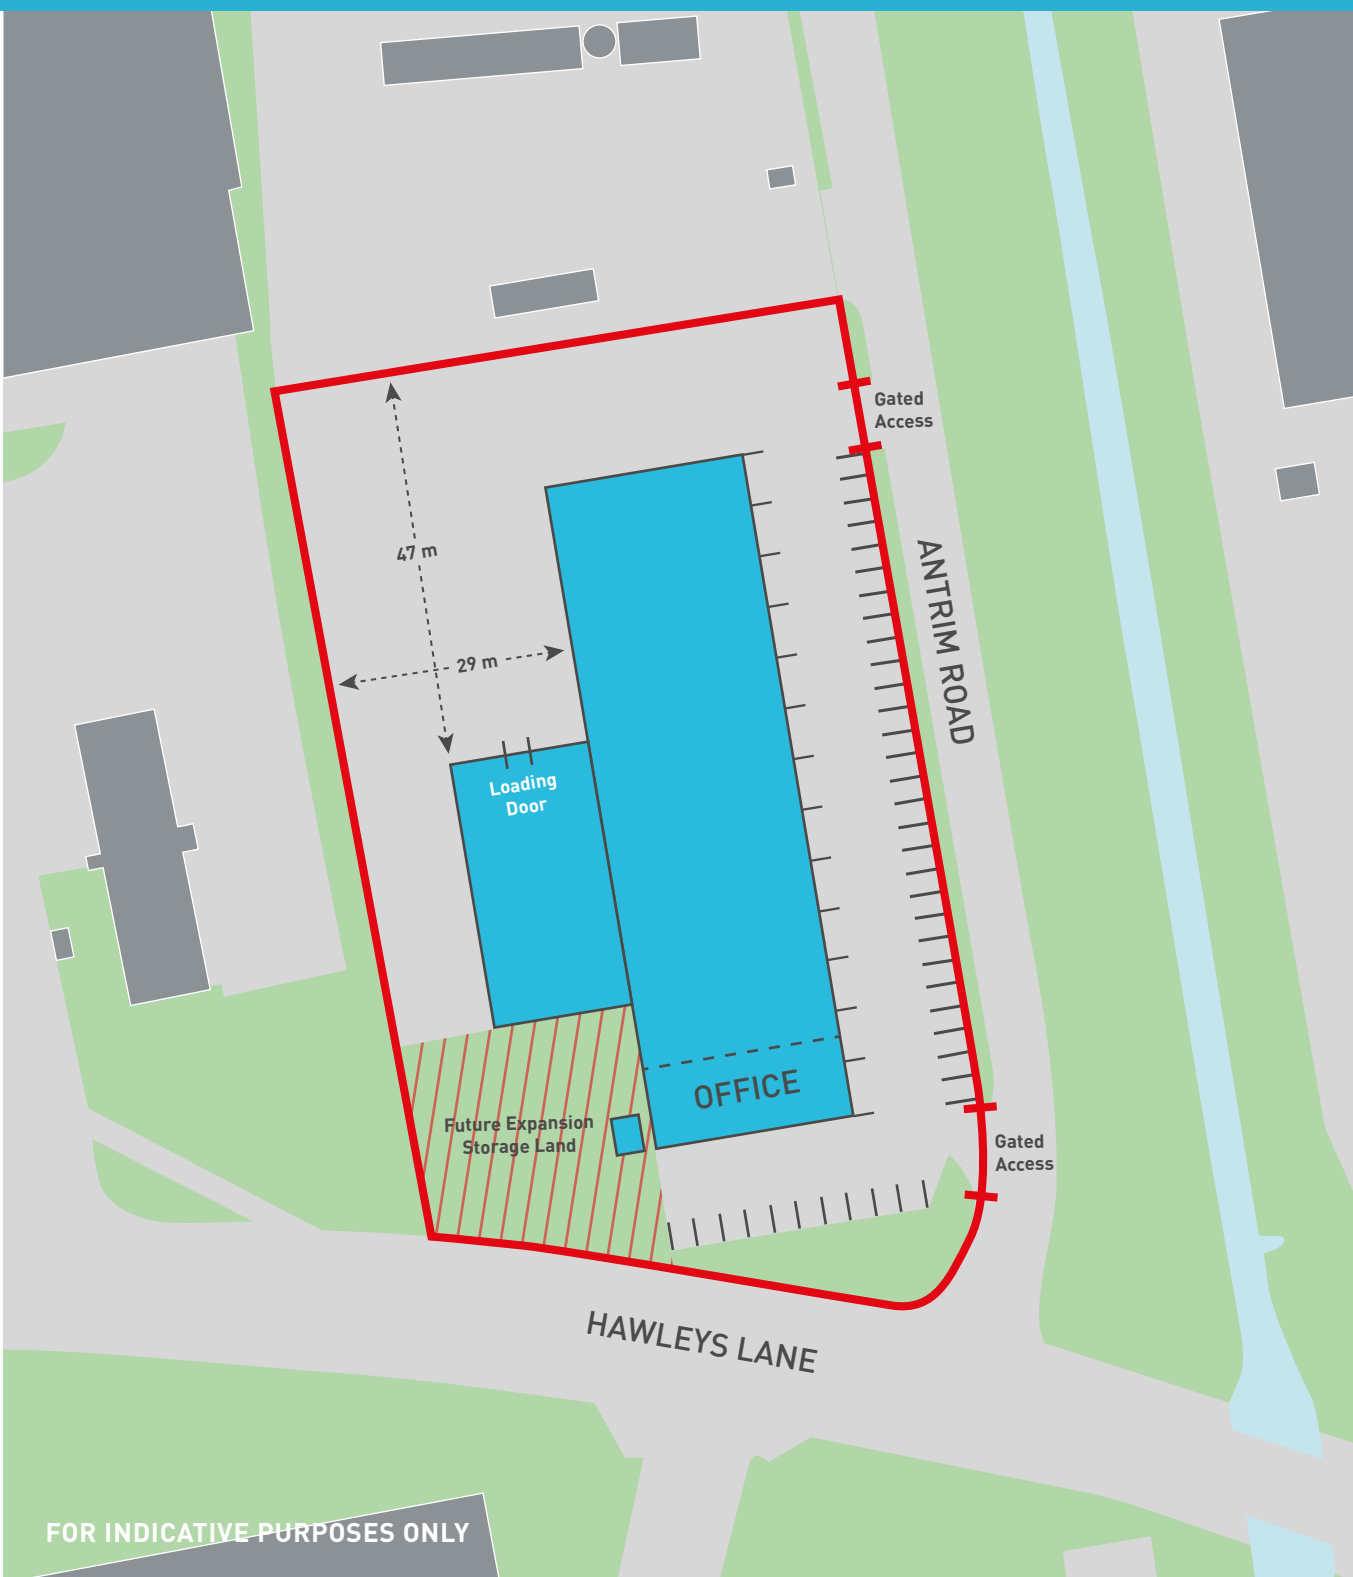 Gated
Access
ANTRIM ROAD
47 m
29 m
Loading
Door
OFFICE
Future Expansion
Storage Land
Gated
Access
HAWLEYS LANE
FOR INDICATIVE PURPOSES ONLY